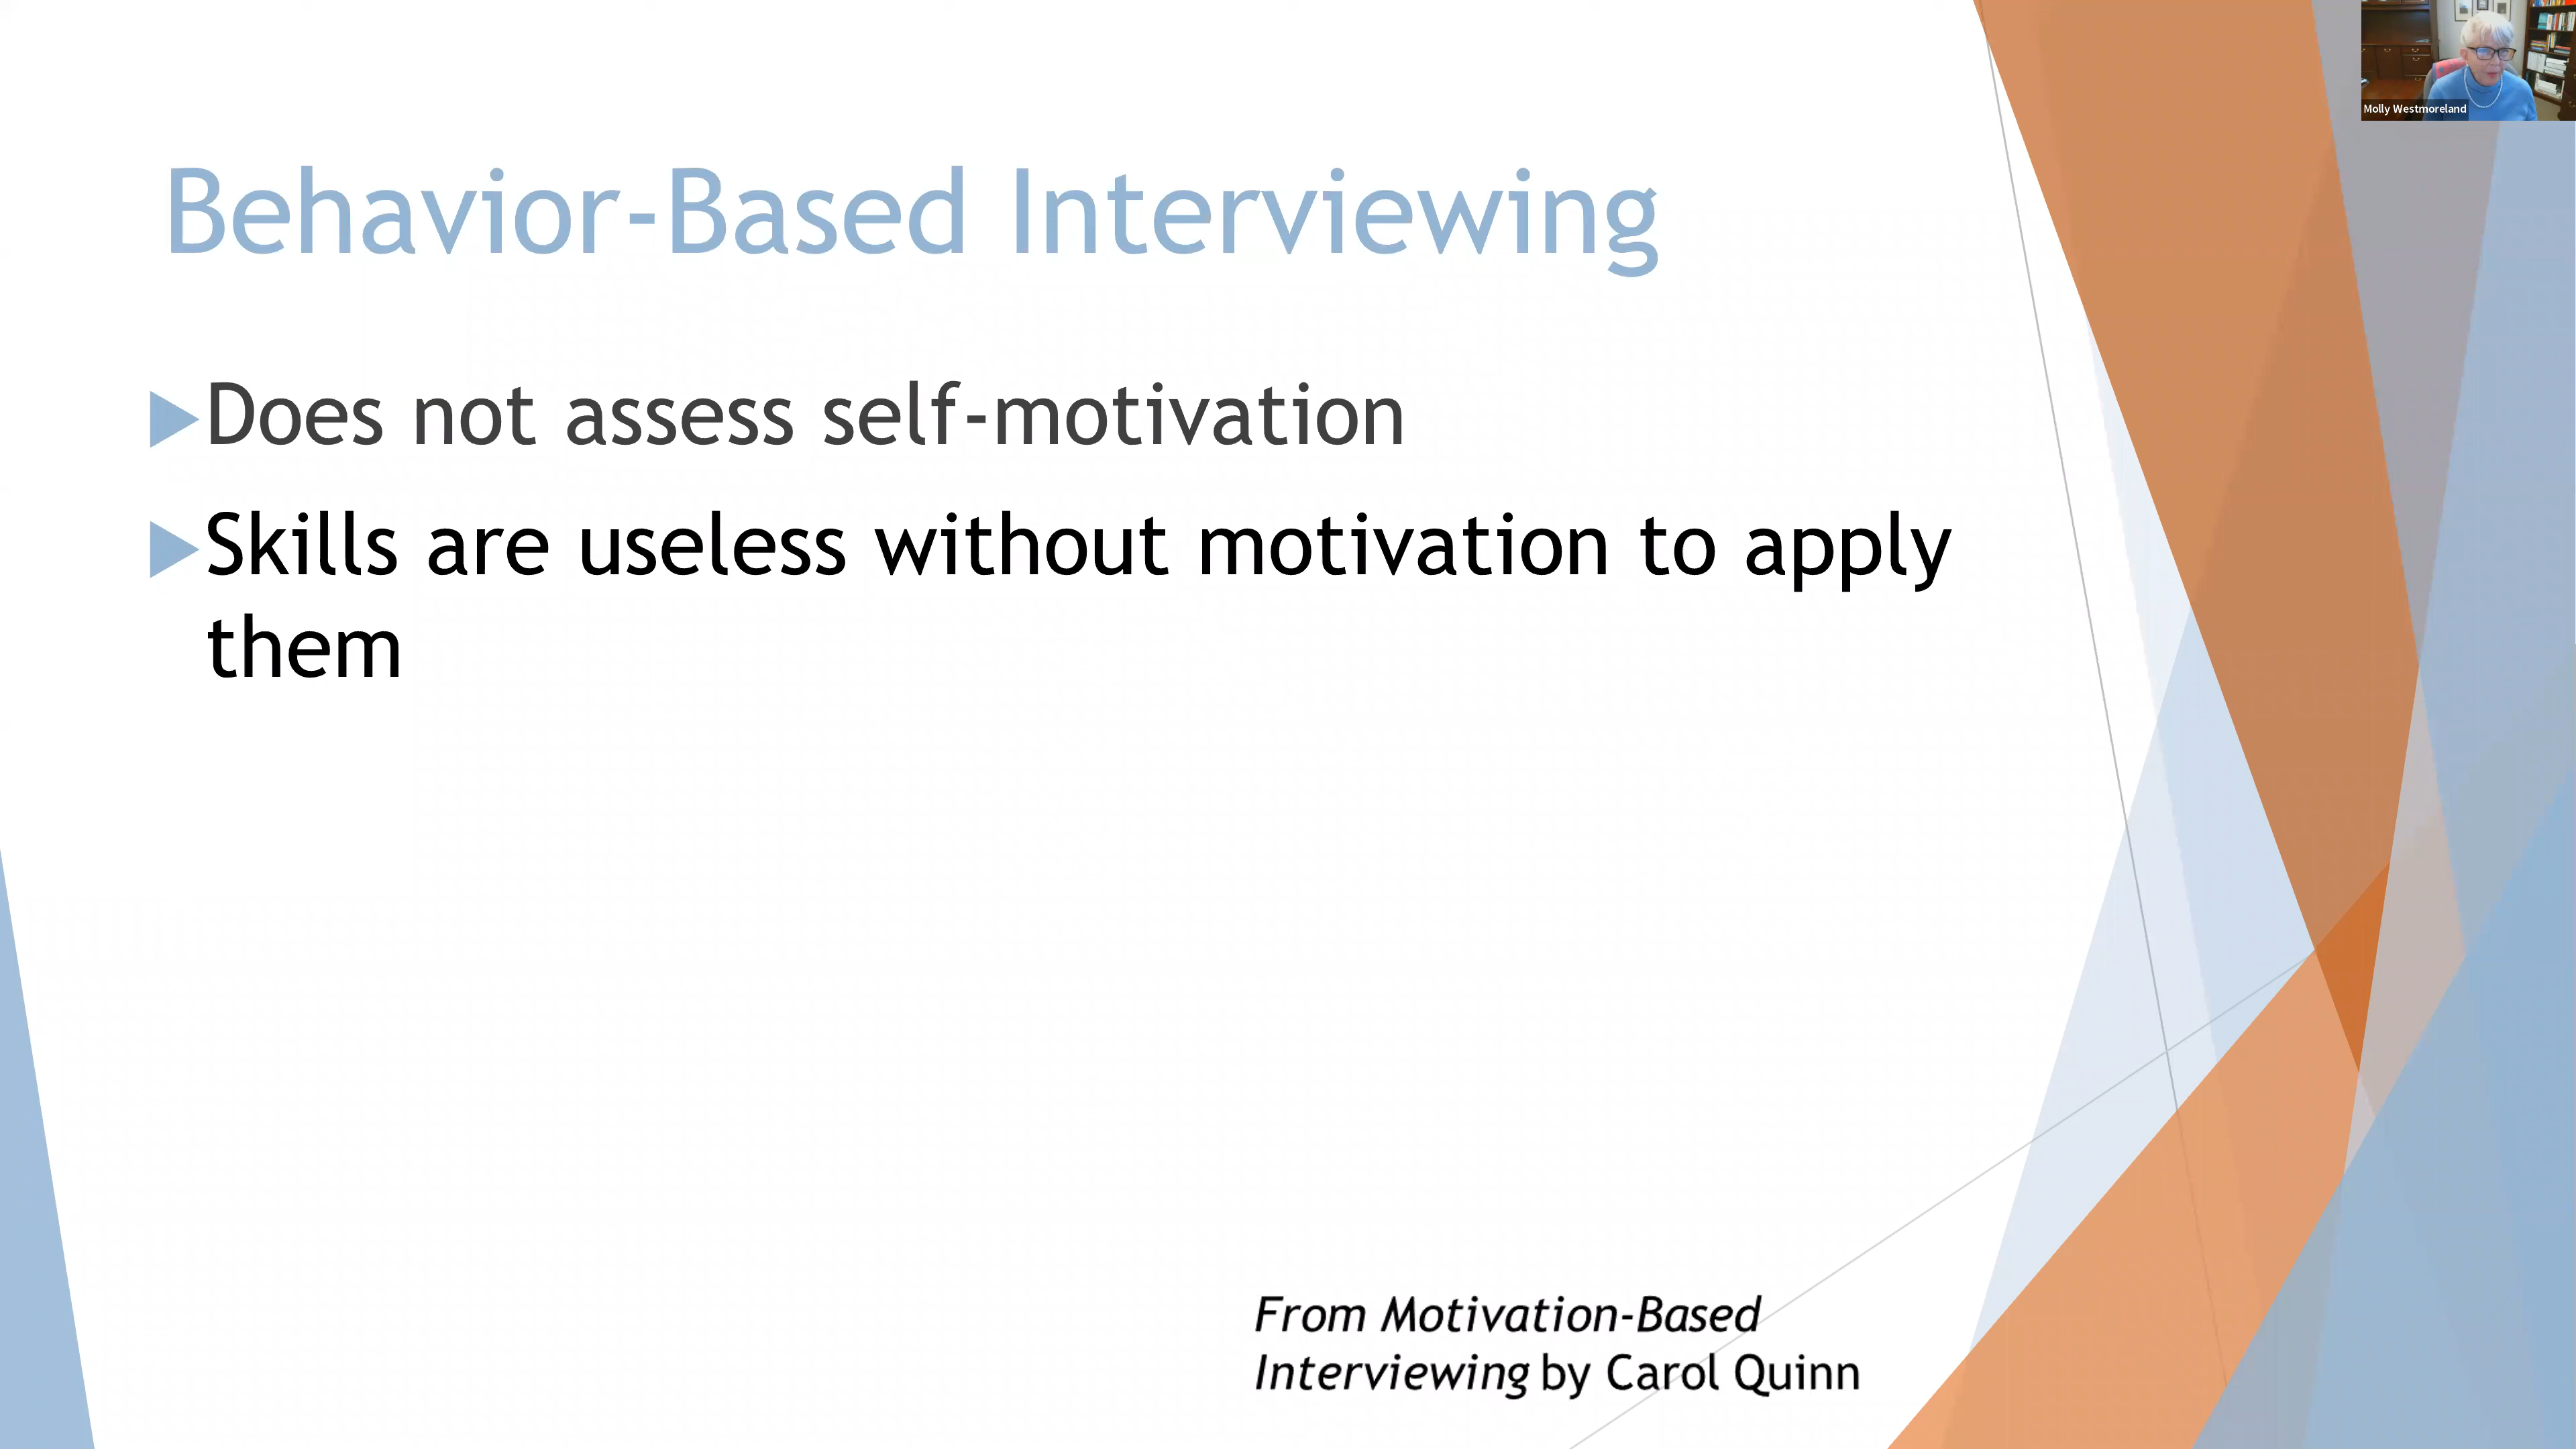 Molly Westmoreland
Behavior-Based Interviewing
Does not assess self-motivation
Skills are useless without motivation to apply
them
From Motivation-Based
Interviewing by Carol Quinn